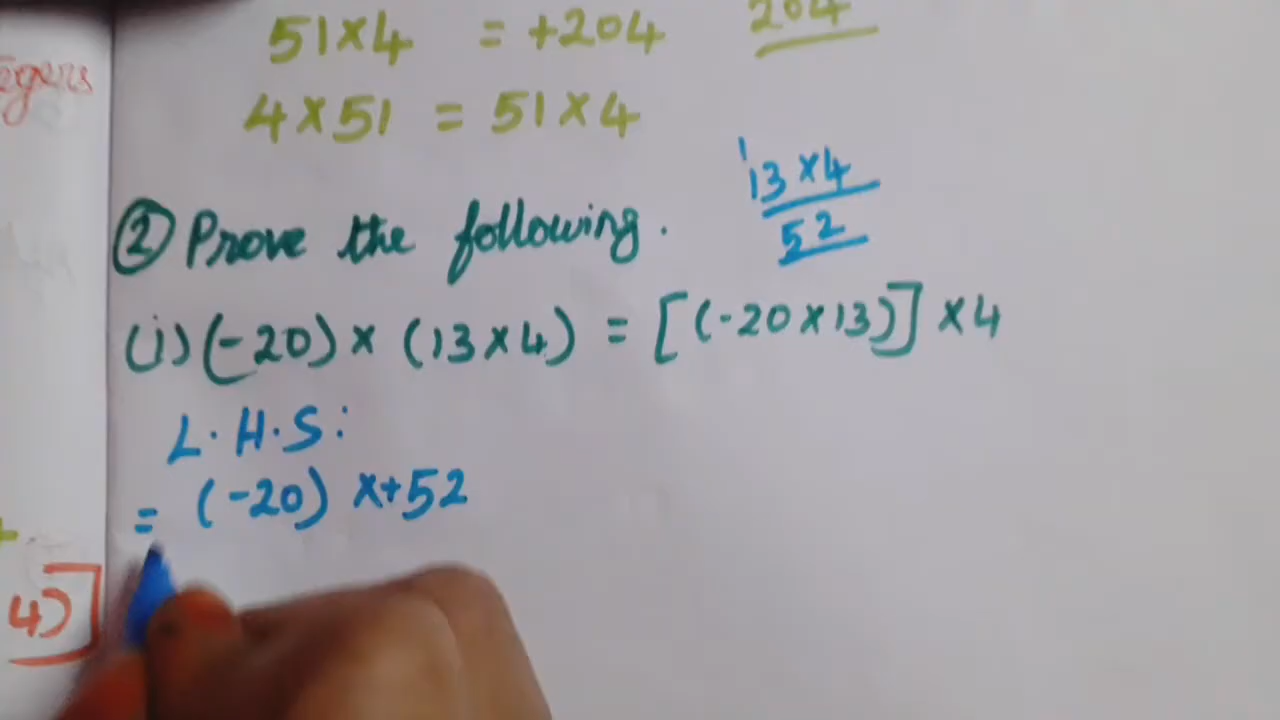 51×4 = +204
204
4×51 = 51×4
13×4
52
② Prove the following.
(i) (-20) × (13×4) = [(-20×13)] ×4
L.H.S:
= (-20) ×+52
4)]